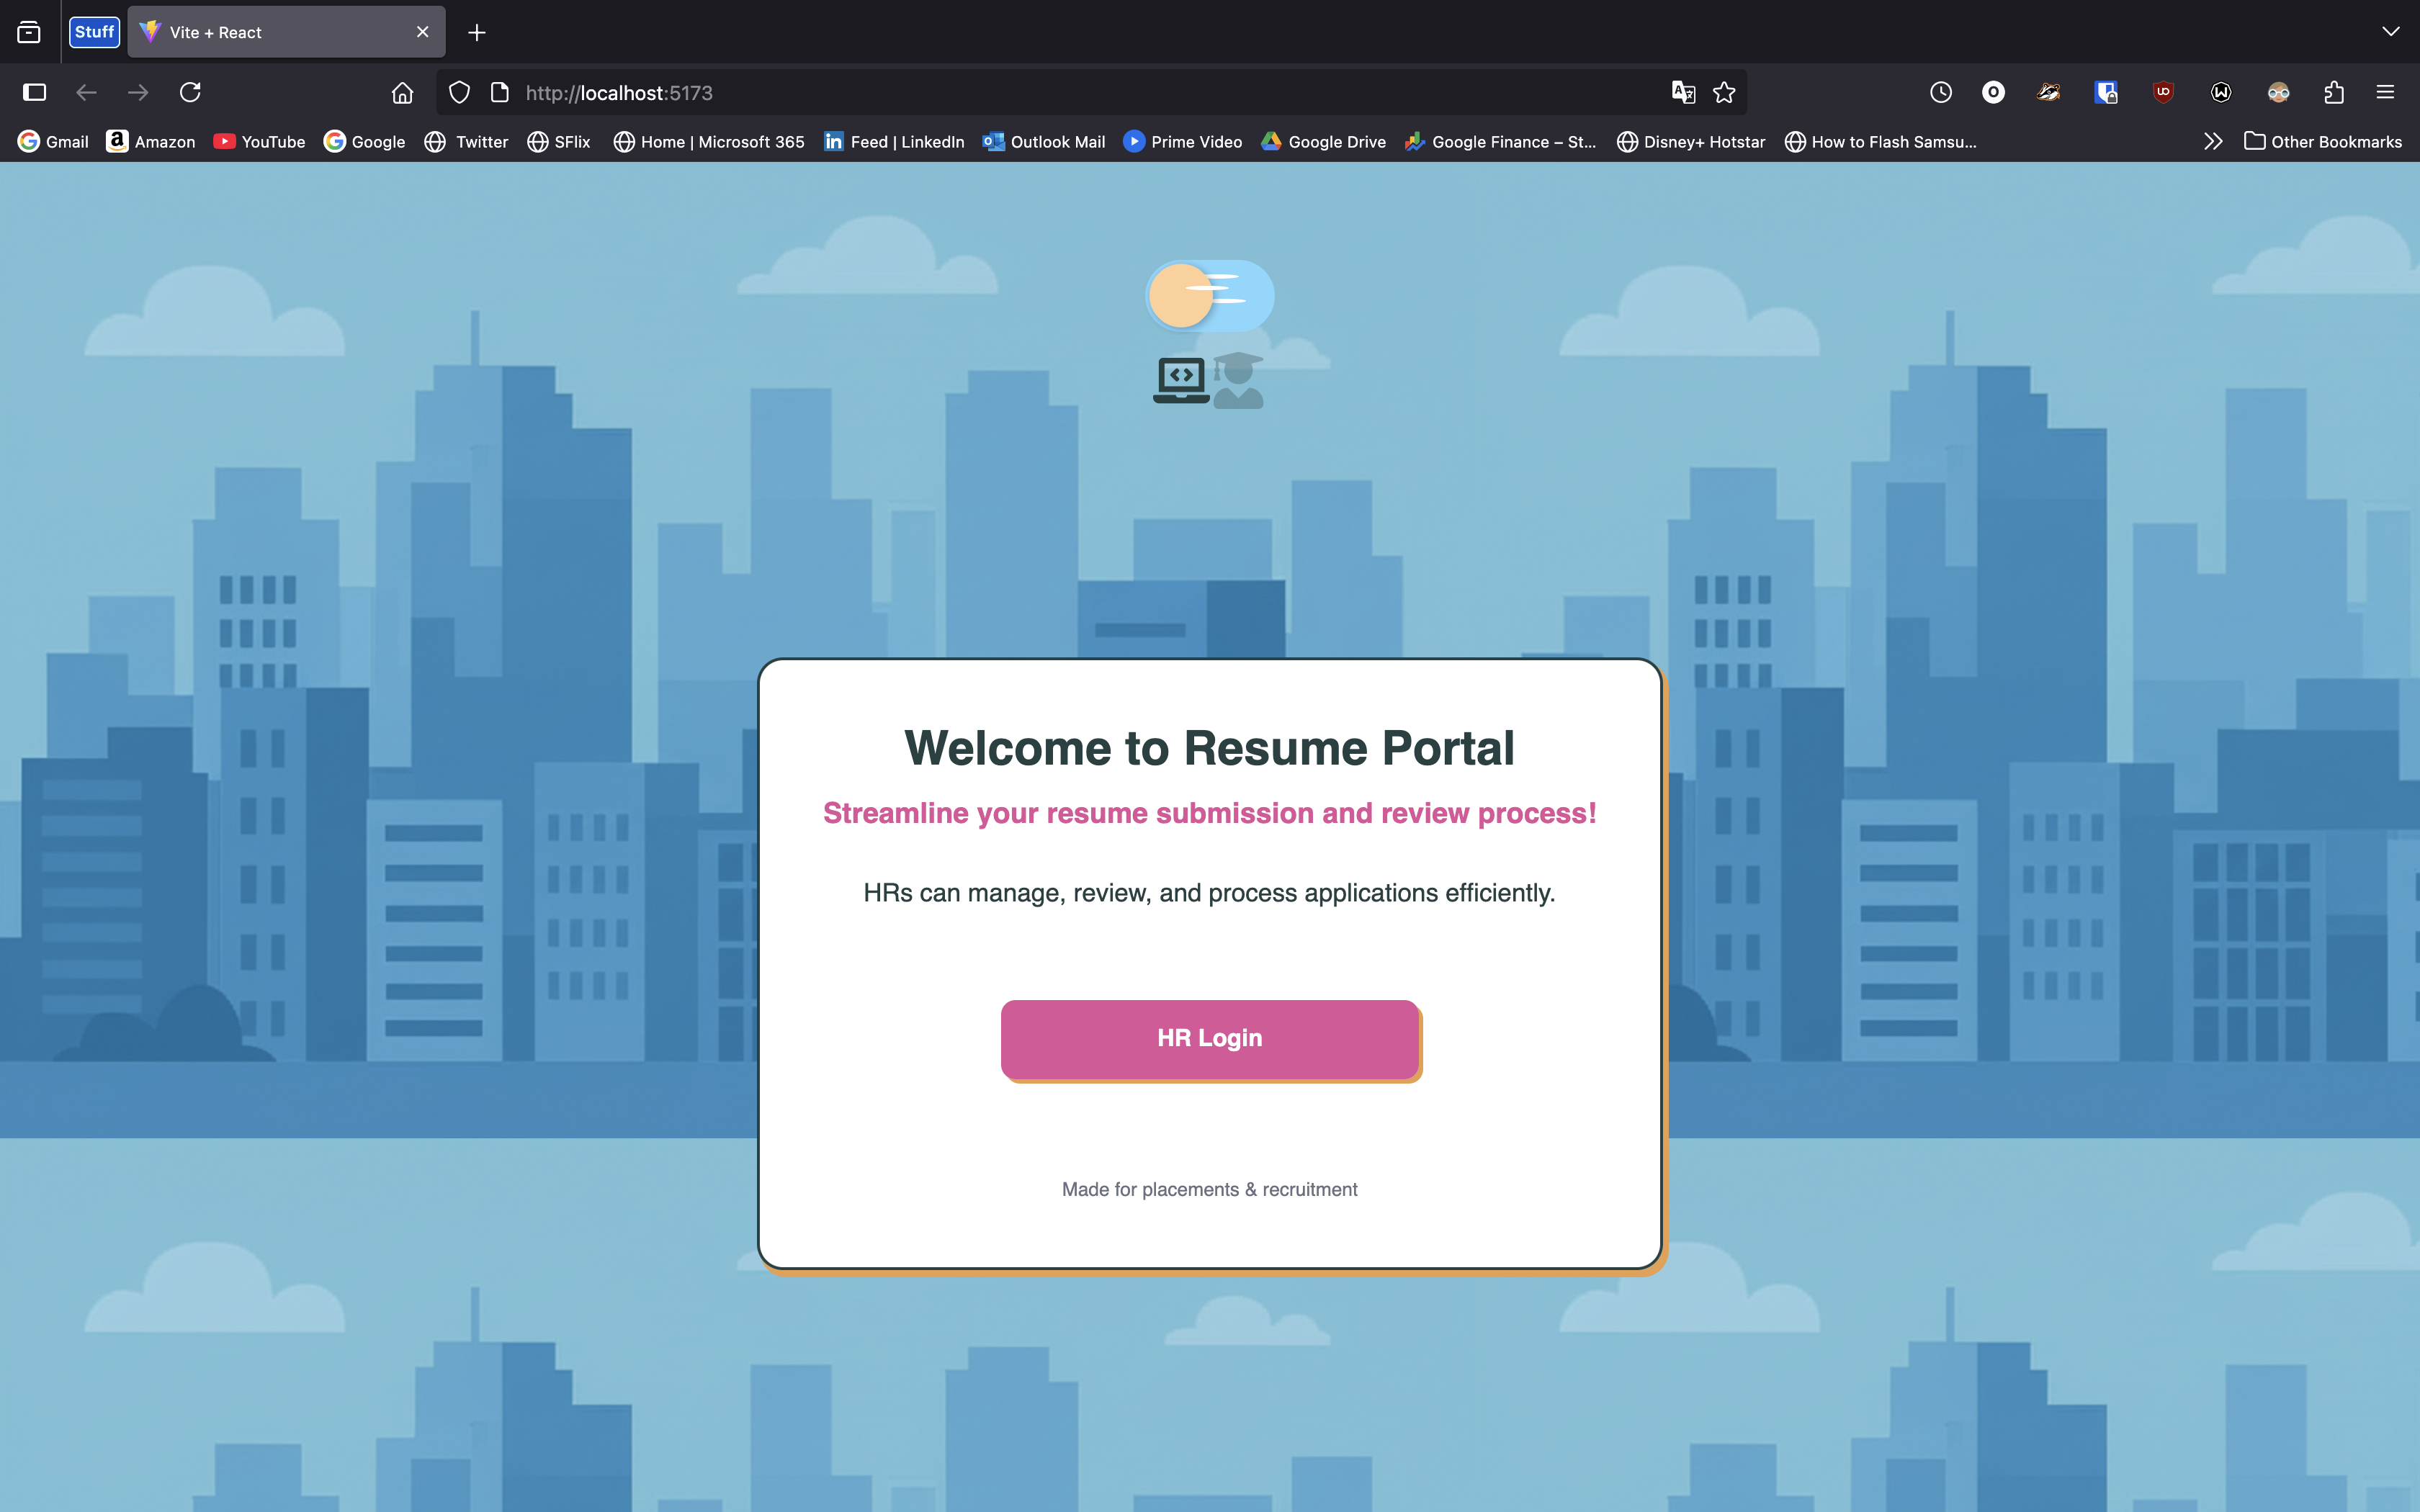 Stuff
Vite + React
http://localhost:5173
Gmail
Amazon
YouTube
Google
Twitter
SFlix
Home | Microsoft 365
Feed | LinkedIn
Outlook Mail
Prime Video
Google Drive
Google Finance – St...
Disney+ Hotstar
How to Flash Samsu...
Other Bookmarks
Welcome to Resume Portal
Streamline your resume submission and review process!
HRs can manage, review, and process applications efficiently.
HR Login
Made for placements & recruitment